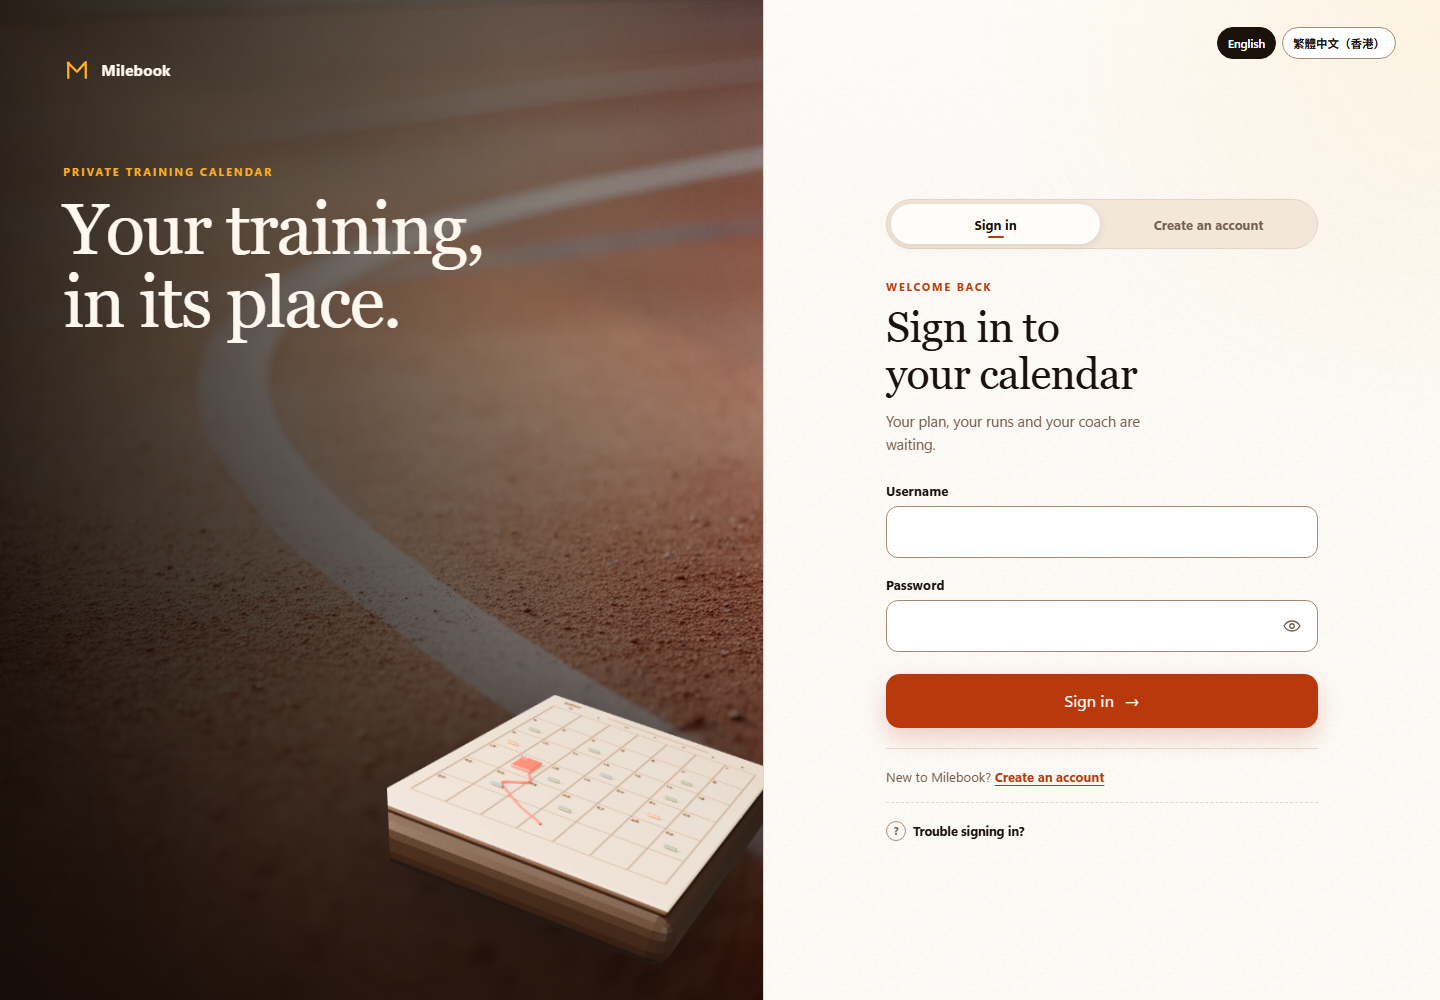 Milebook
PRIVATE TRAINING CALENDAR
Your training,
in its place.
English
繁體中文（香港）
Sign in
Create an account
WELCOME BACK
Sign in to
your calendar
Your plan, your runs and your coach are
waiting.
Username
Password
Sign in →
New to Milebook? Create an account
? Trouble signing in?